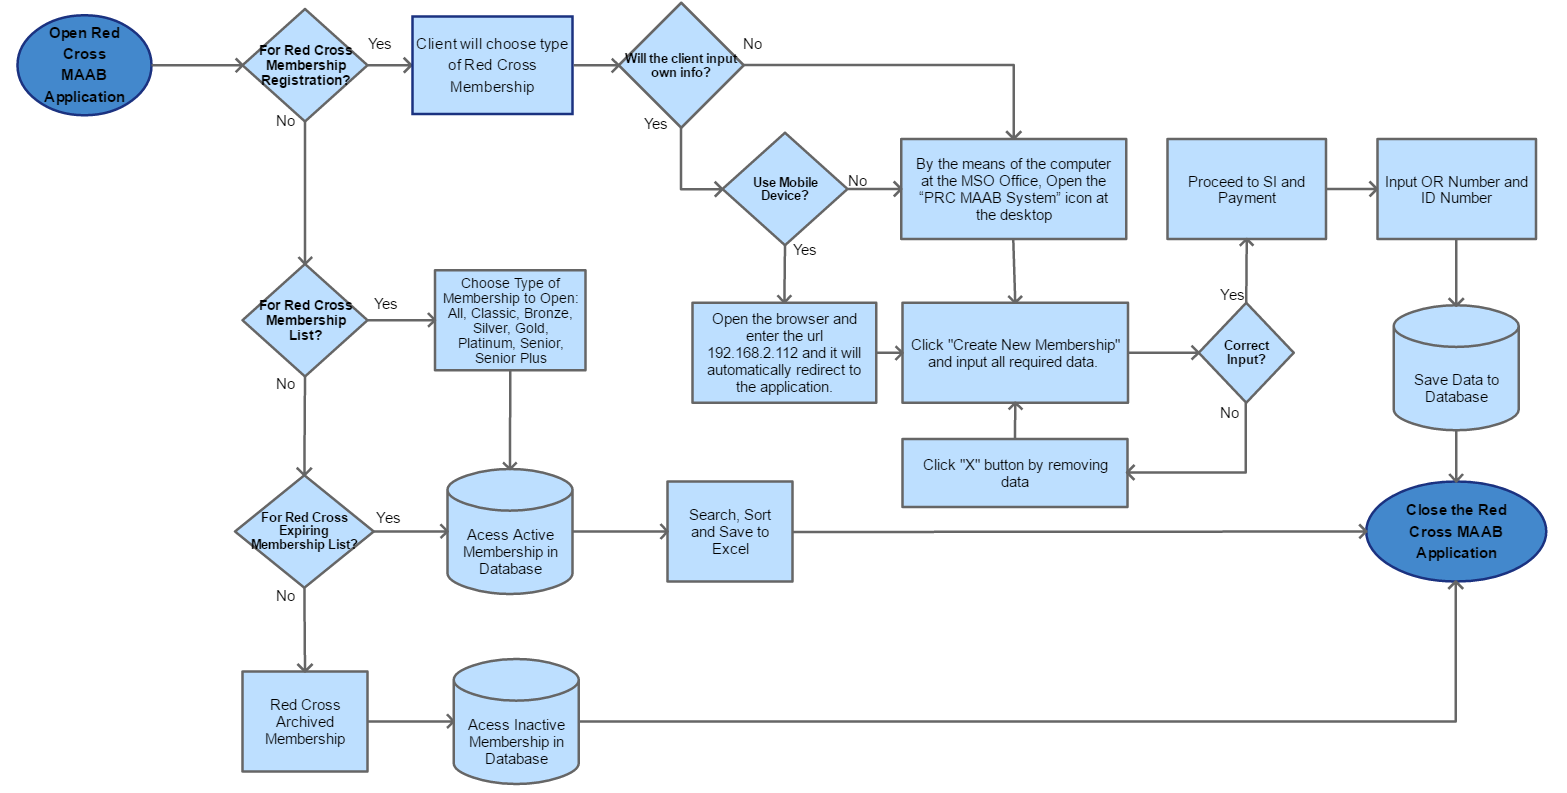 Open Red
Cross
MAAB
Application
For Red Cross
Membership
Registration?
Yes
No
Client will choose type
of Red Cross
Membership
Will the client input
own info?
No
Yes
Use Mobile
Device?
No
Yes
By the means of the computer
at the MSO Office, Open the
“PRC MAAB System” icon at
the desktop
Proceed to SI and
Payment
Input OR Number and
ID Number
For Red Cross
Membership
List?
Yes
No
Choose Type of
Membership to Open:
All, Classic, Bronze,
Silver, Gold,
Platinum, Senior,
Senior Plus
Open the browser and
enter the url
192.168.2.112 and it will
automatically redirect to
the application.
Click "Create New Membership"
and input all required data.
Correct
Input?
Yes
No
Save Data to
Database
Click "X" button by removing
data
For Red Cross
Expiring
Membership List?
Yes
No
Acess Active
Membership in
Database
Search, Sort
and Save to
Excel
Close the Red
Cross MAAB
Application
Red Cross
Archived
Membership
Acess Inactive
Membership in
Database